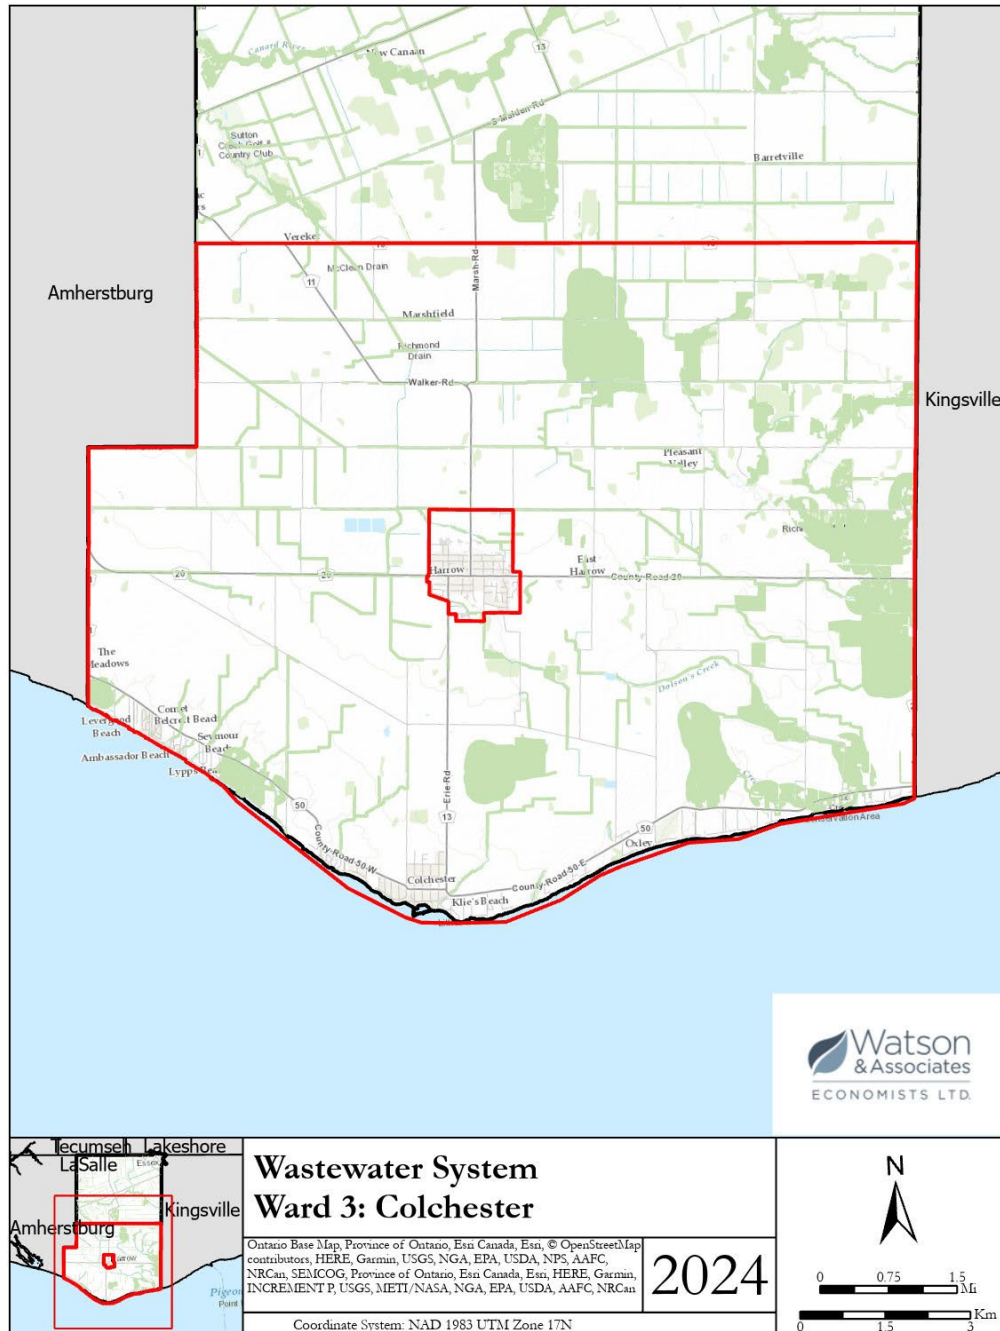 Canard River
New Canaan
13
S Malden Rd
Sutton
Creek Golf &
Country Club
Barretville
Vereker
McClean Drain
Marsh-Rd
11
Amherstburg
Marshfield
Richmond
Drain
Walker-Rd
Kingsville
Pleasant
Valley
Harrow
East
Harrow
20
20
County-Road-20
The
Meadows
Dolson's Creek
Comet
Belcreft Beach
Levergood
Beach
Seymour
Beach
Ambassador Beach
Lypps Bea
Erie Rd
50
13
50
Oxley
Conservation Area
County-Road-50-W
Colchester
County-Road-50-E
Klie's Beach
Watson
& Associates
ECONOMISTS LTD.
Tecumseh Lakeshore
LaSalle
Essex
Kingsville
Amherstburg
Harrow
Wastewater System
Ward 3: Colchester
Ontario Base Map, Province of Ontario, Esri Canada, Esri, © OpenStreetMap
contributors, HERE, Garmin, USGS, NGA, EPA, USDA, NPS, AAFC,
NRCan, SEMCOG, Province of Ontario, Esri Canada, Esri, HERE, Garmin,
INCREMENT P, USGS, METI/NASA, NGA, EPA, USDA, AAFC, NRCan
2024
Coordinate System: NAD 1983 UTM Zone 17N
N
0 0.75 1.5
Mi
Km
0 1.5 3